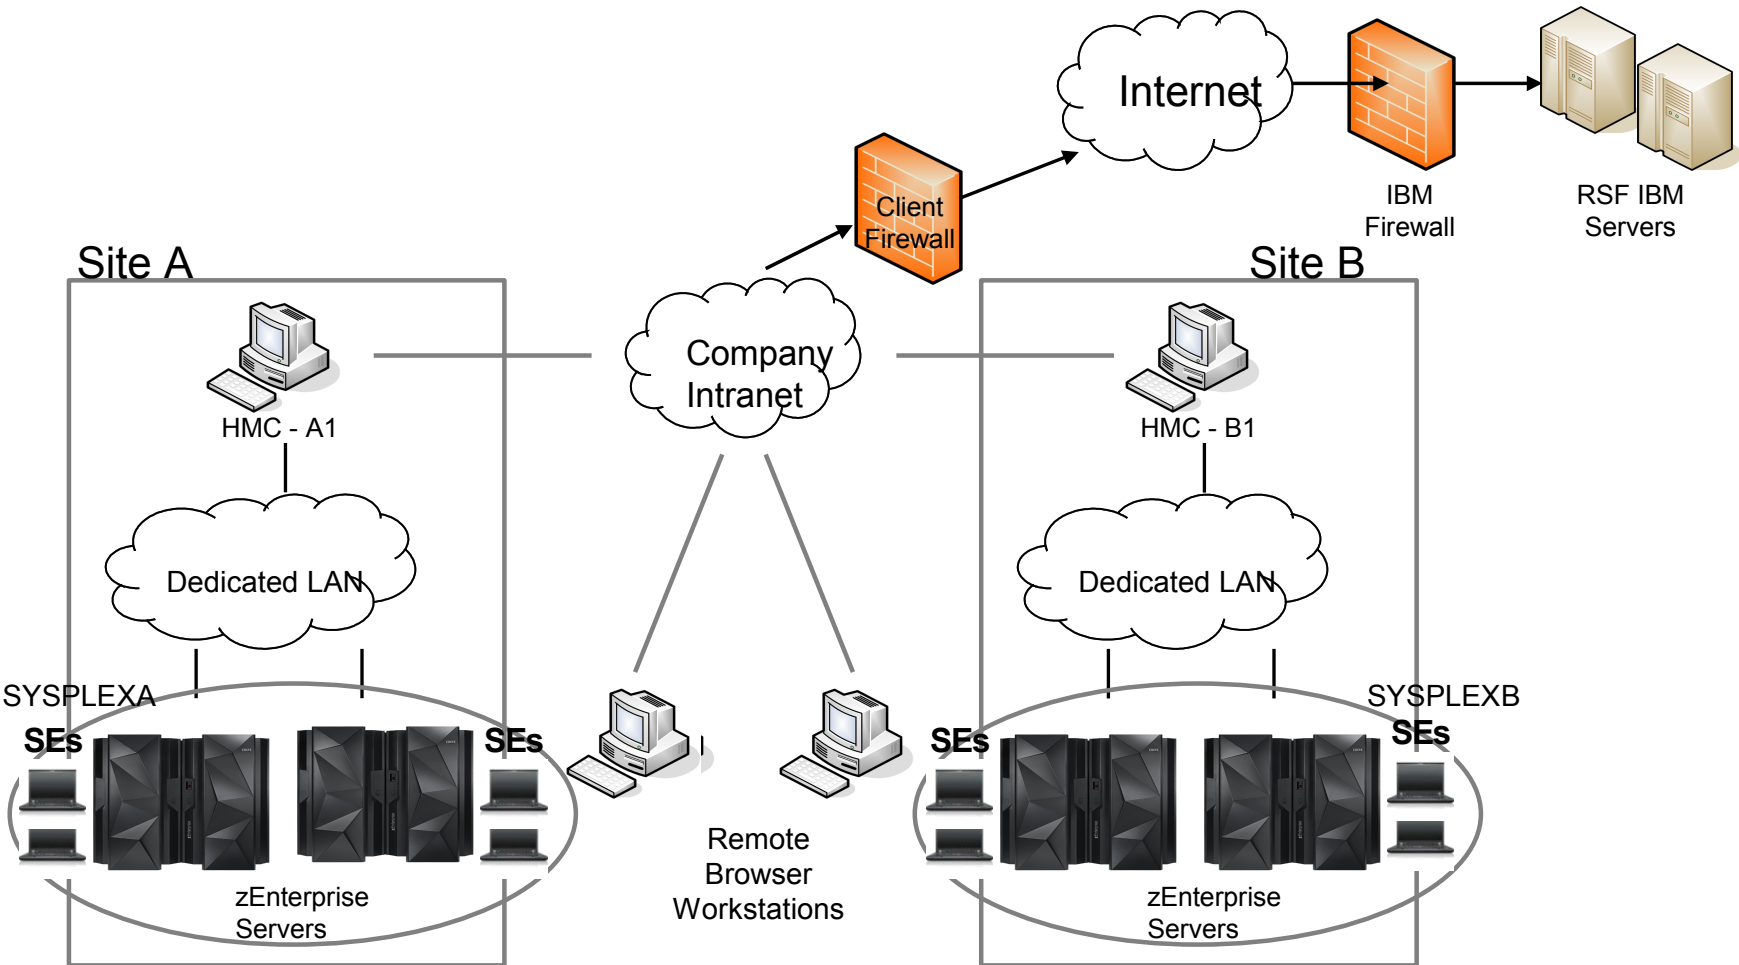 Internet
Client
Firewall
IBM
Firewall
RSF IBM
Servers
Site A
Site B
Company
Intranet
HMC - A1
HMC - B1
Dedicated LAN
Dedicated LAN
SYSPLEXA
SEs
SEs
SYSPLEXB
SEs
SEs
zEnterprise
Servers
Remote
Browser
Workstations
zEnterprise
Servers